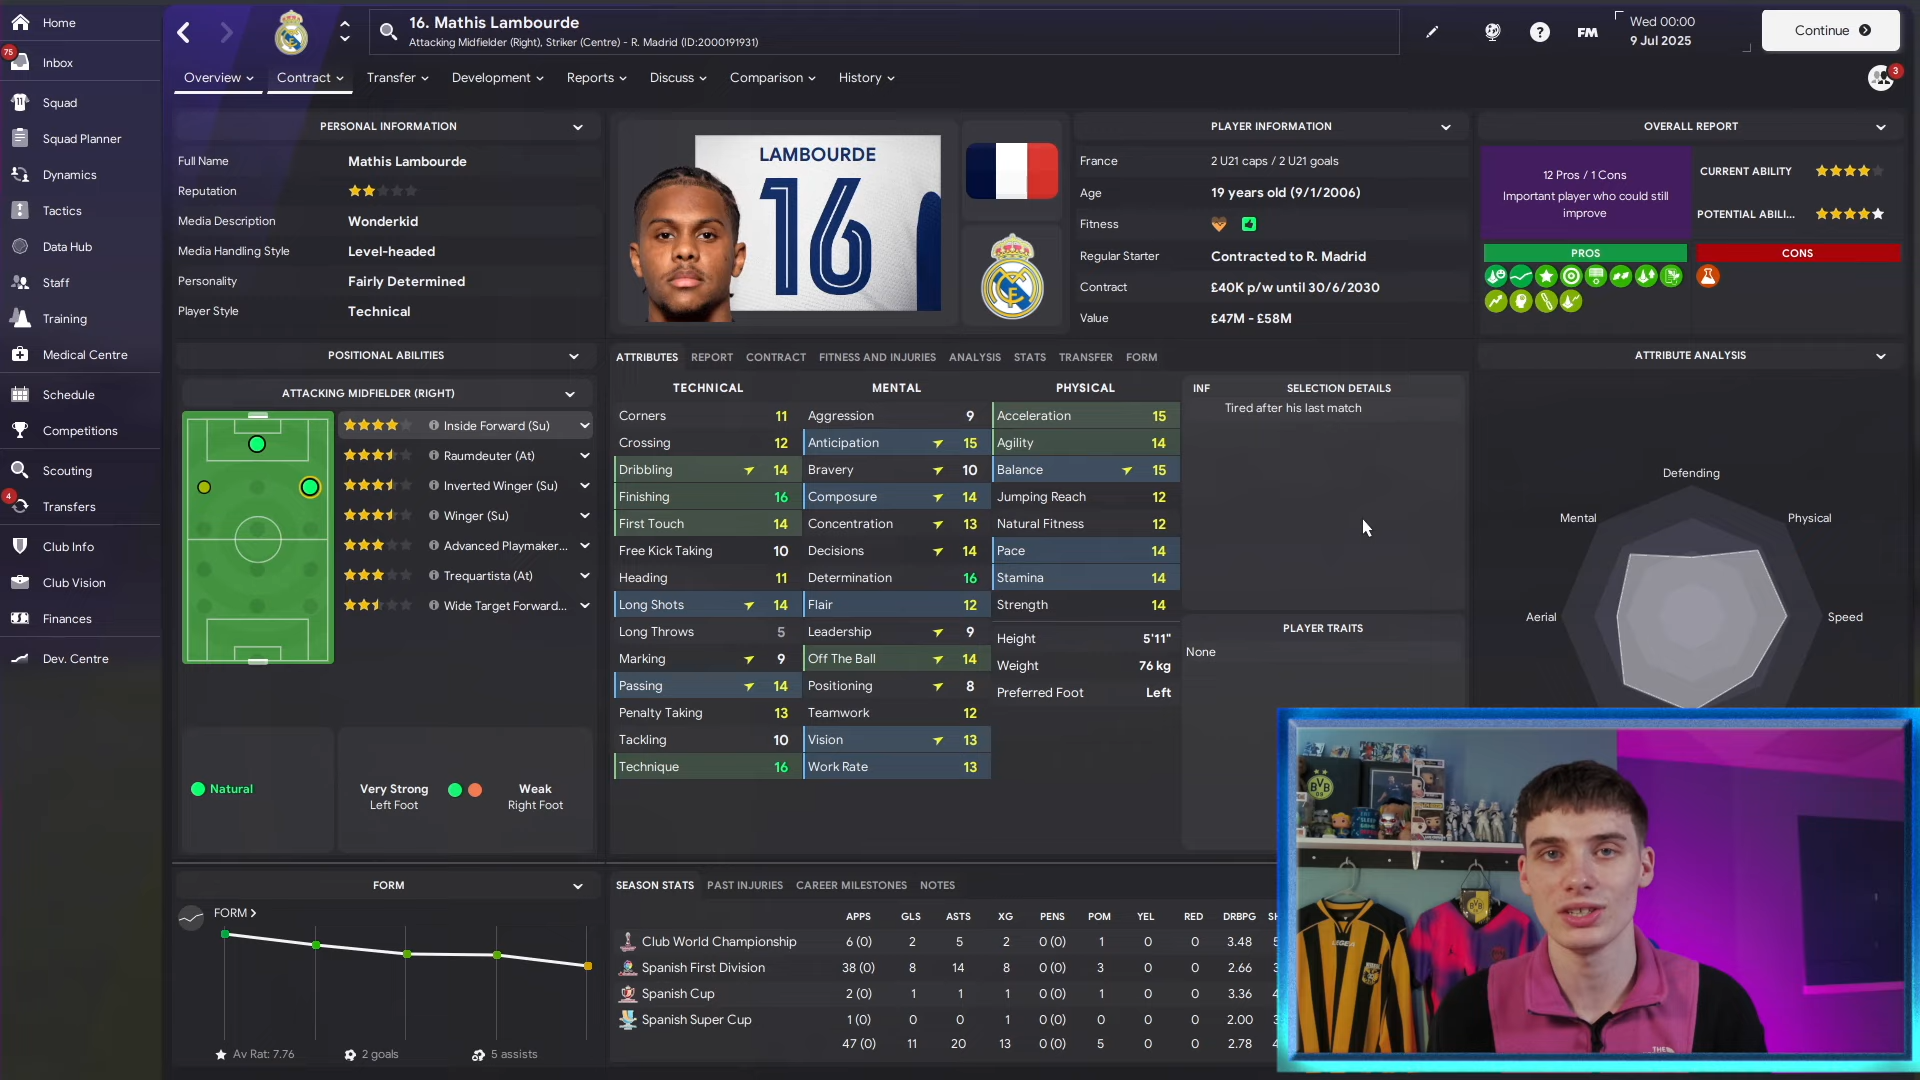 Home
75
Inbox
Squad
Squad Planner
Dynamics
Tactics
Data Hub
Staff
Training
Medical Centre
Schedule
Competitions
Scouting
4
Transfers
Club Info
Club Vision
Finances
Dev. Centre
16. Mathis Lambourde
Attacking Midfielder (Right), Striker (Centre) - R. Madrid (ID:2000191931)
FM
Wed 00:00
9 Jul 2025
Continue
Overview Contract Transfer Development Reports Discuss Comparison History
3
PERSONAL INFORMATION
Full Name Mathis Lambourde
Reputation
Media Description Wonderkid
Media Handling Style Level-headed
Personality Fairly Determined
Player Style Technical
LAMBOURDE
16
PLAYER INFORMATION
France 2 U21 caps / 2 U21 goals
Age 19 years old (9/1/2006)
Fitness
Regular Starter Contracted to R. Madrid
Contract £40K p/w until 30/6/2030
Value £47M - £58M
OVERALL REPORT
12 Pros / 1 Cons
Important player who could still
improve
CURRENT ABILITY
POTENTIAL ABILI...
PROS CONS
POSITIONAL ABILITIES
ATTACKING MIDFIELDER (RIGHT)
Inside Forward (Su)
Raumdeuter (At)
Inverted Winger (Su)
Winger (Su)
Advanced Playmaker...
Trequartista (At)
Wide Target Forward...
Natural
Very Strong
Left Foot
Weak
Right Foot
ATTRIBUTES REPORT CONTRACT FITNESS AND INJURIES ANALYSIS STATS TRANSFER FORM
TECHNICAL
Corners 11
Crossing 12
Dribbling 14
Finishing 16
First Touch 14
Free Kick Taking 10
Heading 11
Long Shots 14
Long Throws 5
Marking 9
Passing 14
Penalty Taking 13
Tackling 10
Technique 16
MENTAL
Aggression 9
Anticipation 15
Bravery 10
Composure 14
Concentration 13
Decisions 14
Determination 16
Flair 12
Leadership 9
Off The Ball 14
Positioning 8
Teamwork 12
Vision 13
Work Rate 13
PHYSICAL
Acceleration 15
Agility 14
Balance 15
Jumping Reach 12
Natural Fitness 12
Pace 14
Stamina 14
Strength 14
Height 5'11"
Weight 76 kg
Preferred Foot Left
INF SELECTION DETAILS
Tired after his last match
PLAYER TRAITS
None
ATTRIBUTE ANALYSIS
Defending
Mental Physical
Aerial Speed
FORM
FORM
Av Rat: 7.76 2 goals 5 assists
SEASON STATS PAST INJURIES CAREER MILESTONES NOTES
APPS GLS ASTS XG PENS POM YEL RED DRBPG
Club World Championship 6 (0) 2 5 2 0 (0) 1 0 0 3.48
Spanish First Division 38 (0) 8 14 8 0 (0) 3 0 0 2.66
Spanish Cup 2 (0) 1 1 1 0 (0) 1 0 0 3.36
Spanish Super Cup 1 (0) 0 0 1 0 (0) 0 0 0 2.00
47 (0) 11 20 13 0 (0) 5 0 0 2.78
BVB
09
LEGEA